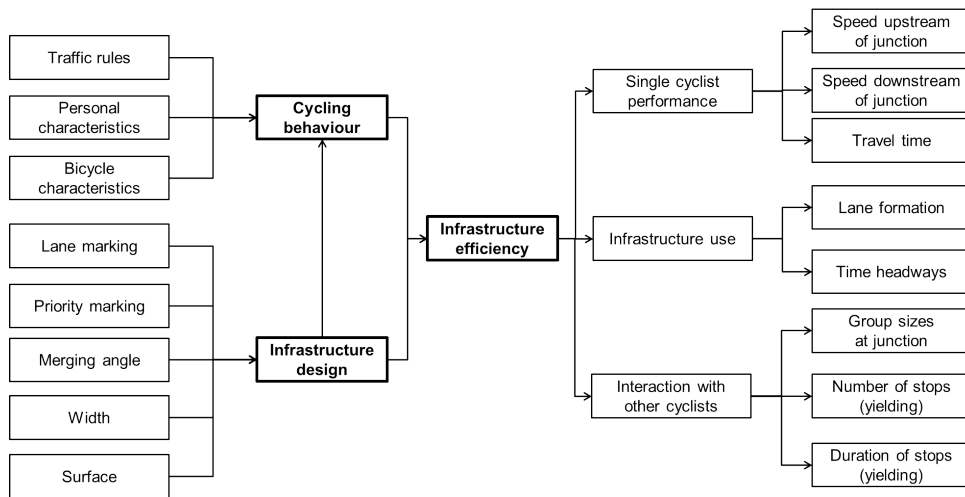 Traffic rules
Personal
characteristics
Bicycle
characteristics
Lane marking
Priority marking
Merging angle
Width
Surface
Cycling
behaviour
Infrastructure
design
Infrastructure
efficiency
Single cyclist
performance
Infrastructure use
Interaction with
other cyclists
Speed upstream
of junction
Speed downstream
of junction
Travel time
Lane formation
Time headways
Group sizes
at junction
Number of stops
(yielding)
Duration of stops
(yielding)